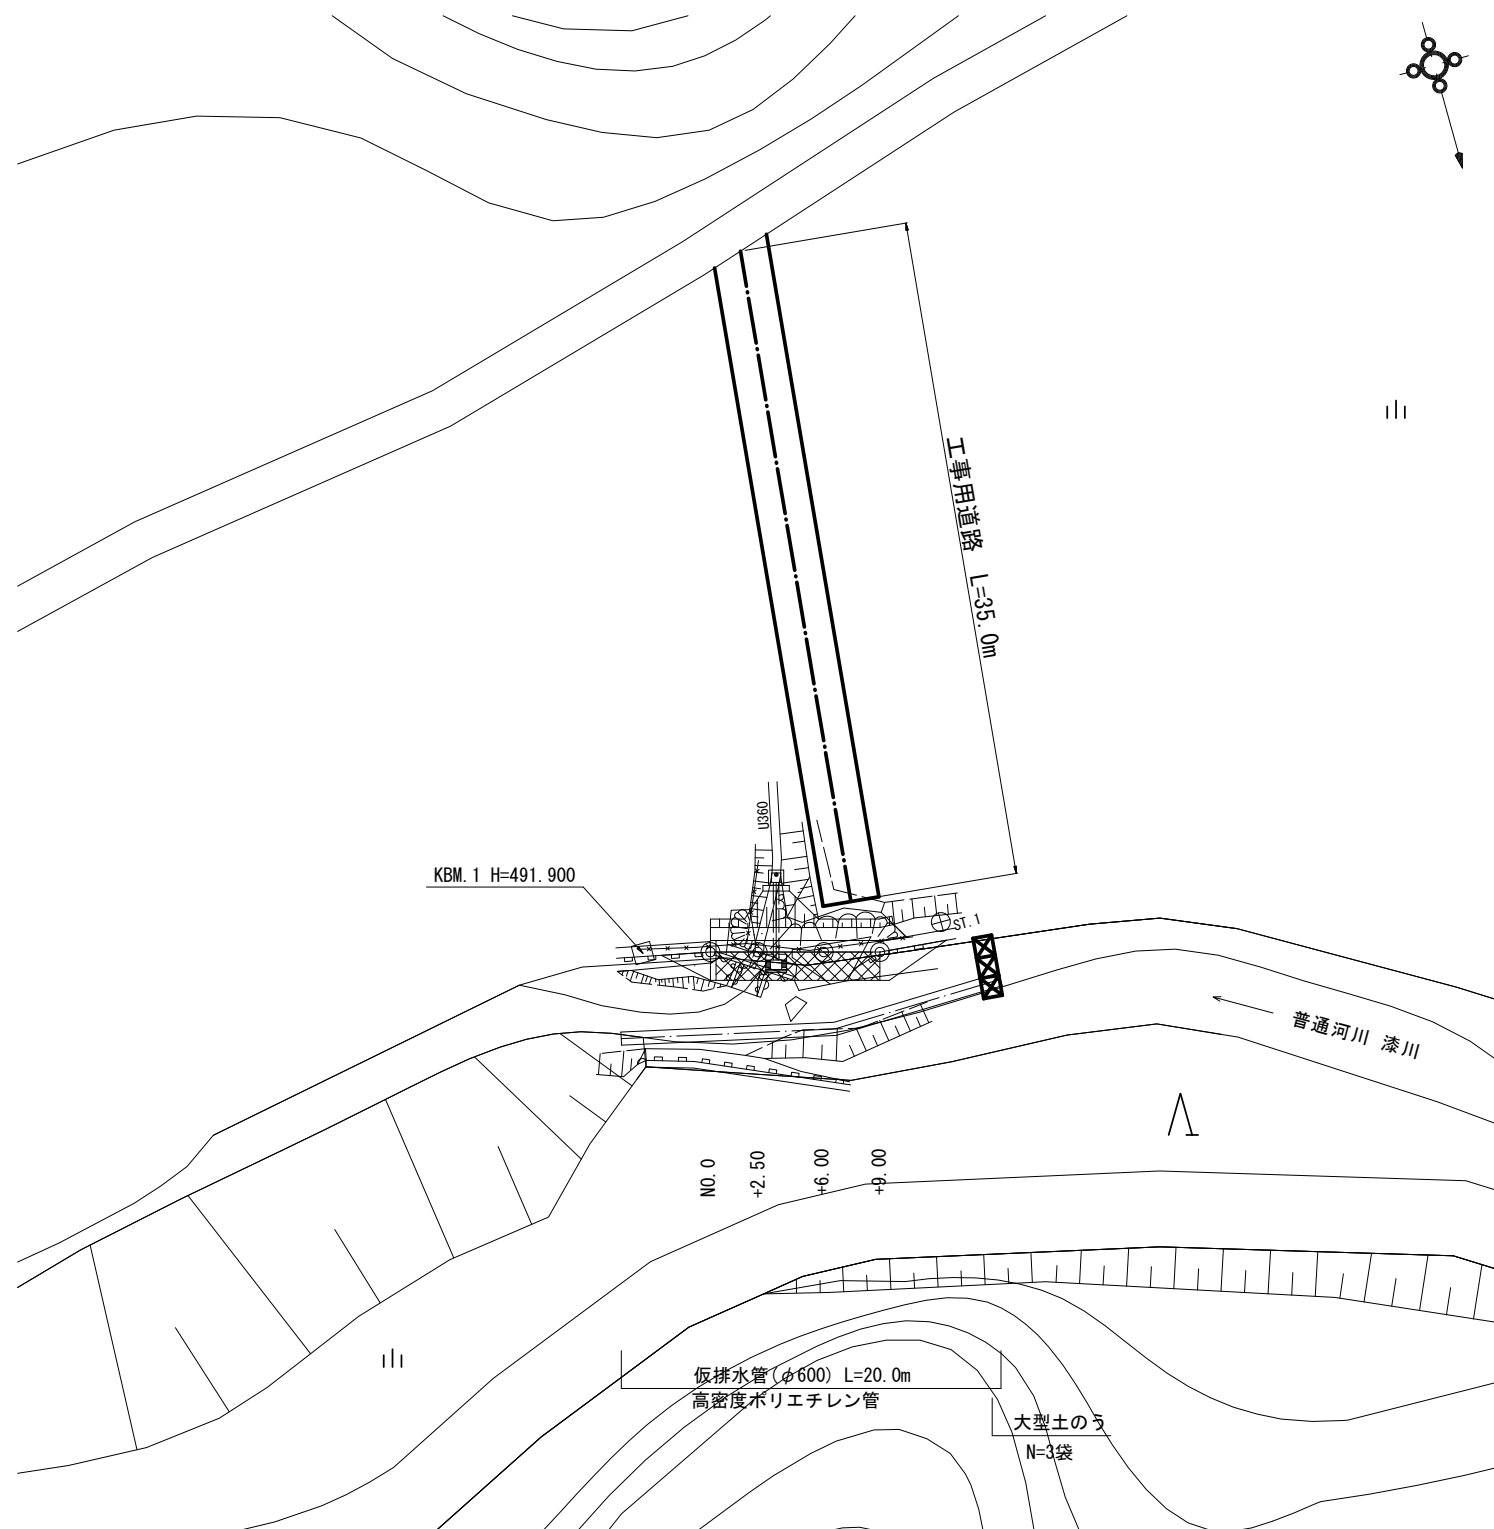 工事用道路 L=35.0m
U360
KBM.1 H=491.900
ST.1
普通河川 漆川
NO.0
+2.50
+6.00
+9.00
仮排水管(φ600) L=20.0m
高密度ポリエチレン管
大型土のう
N=3袋